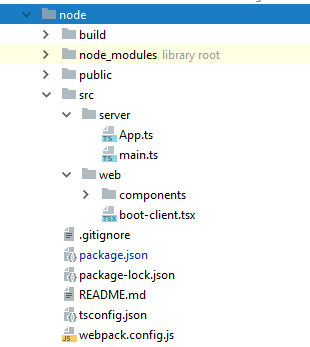 node
build
node_modules library root
public
src
server
App.ts
main.ts
web
components
boot-client.tsx
.gitignore
package.json
package-lock.json
README.md
tsconfig.json
webpack.config.js